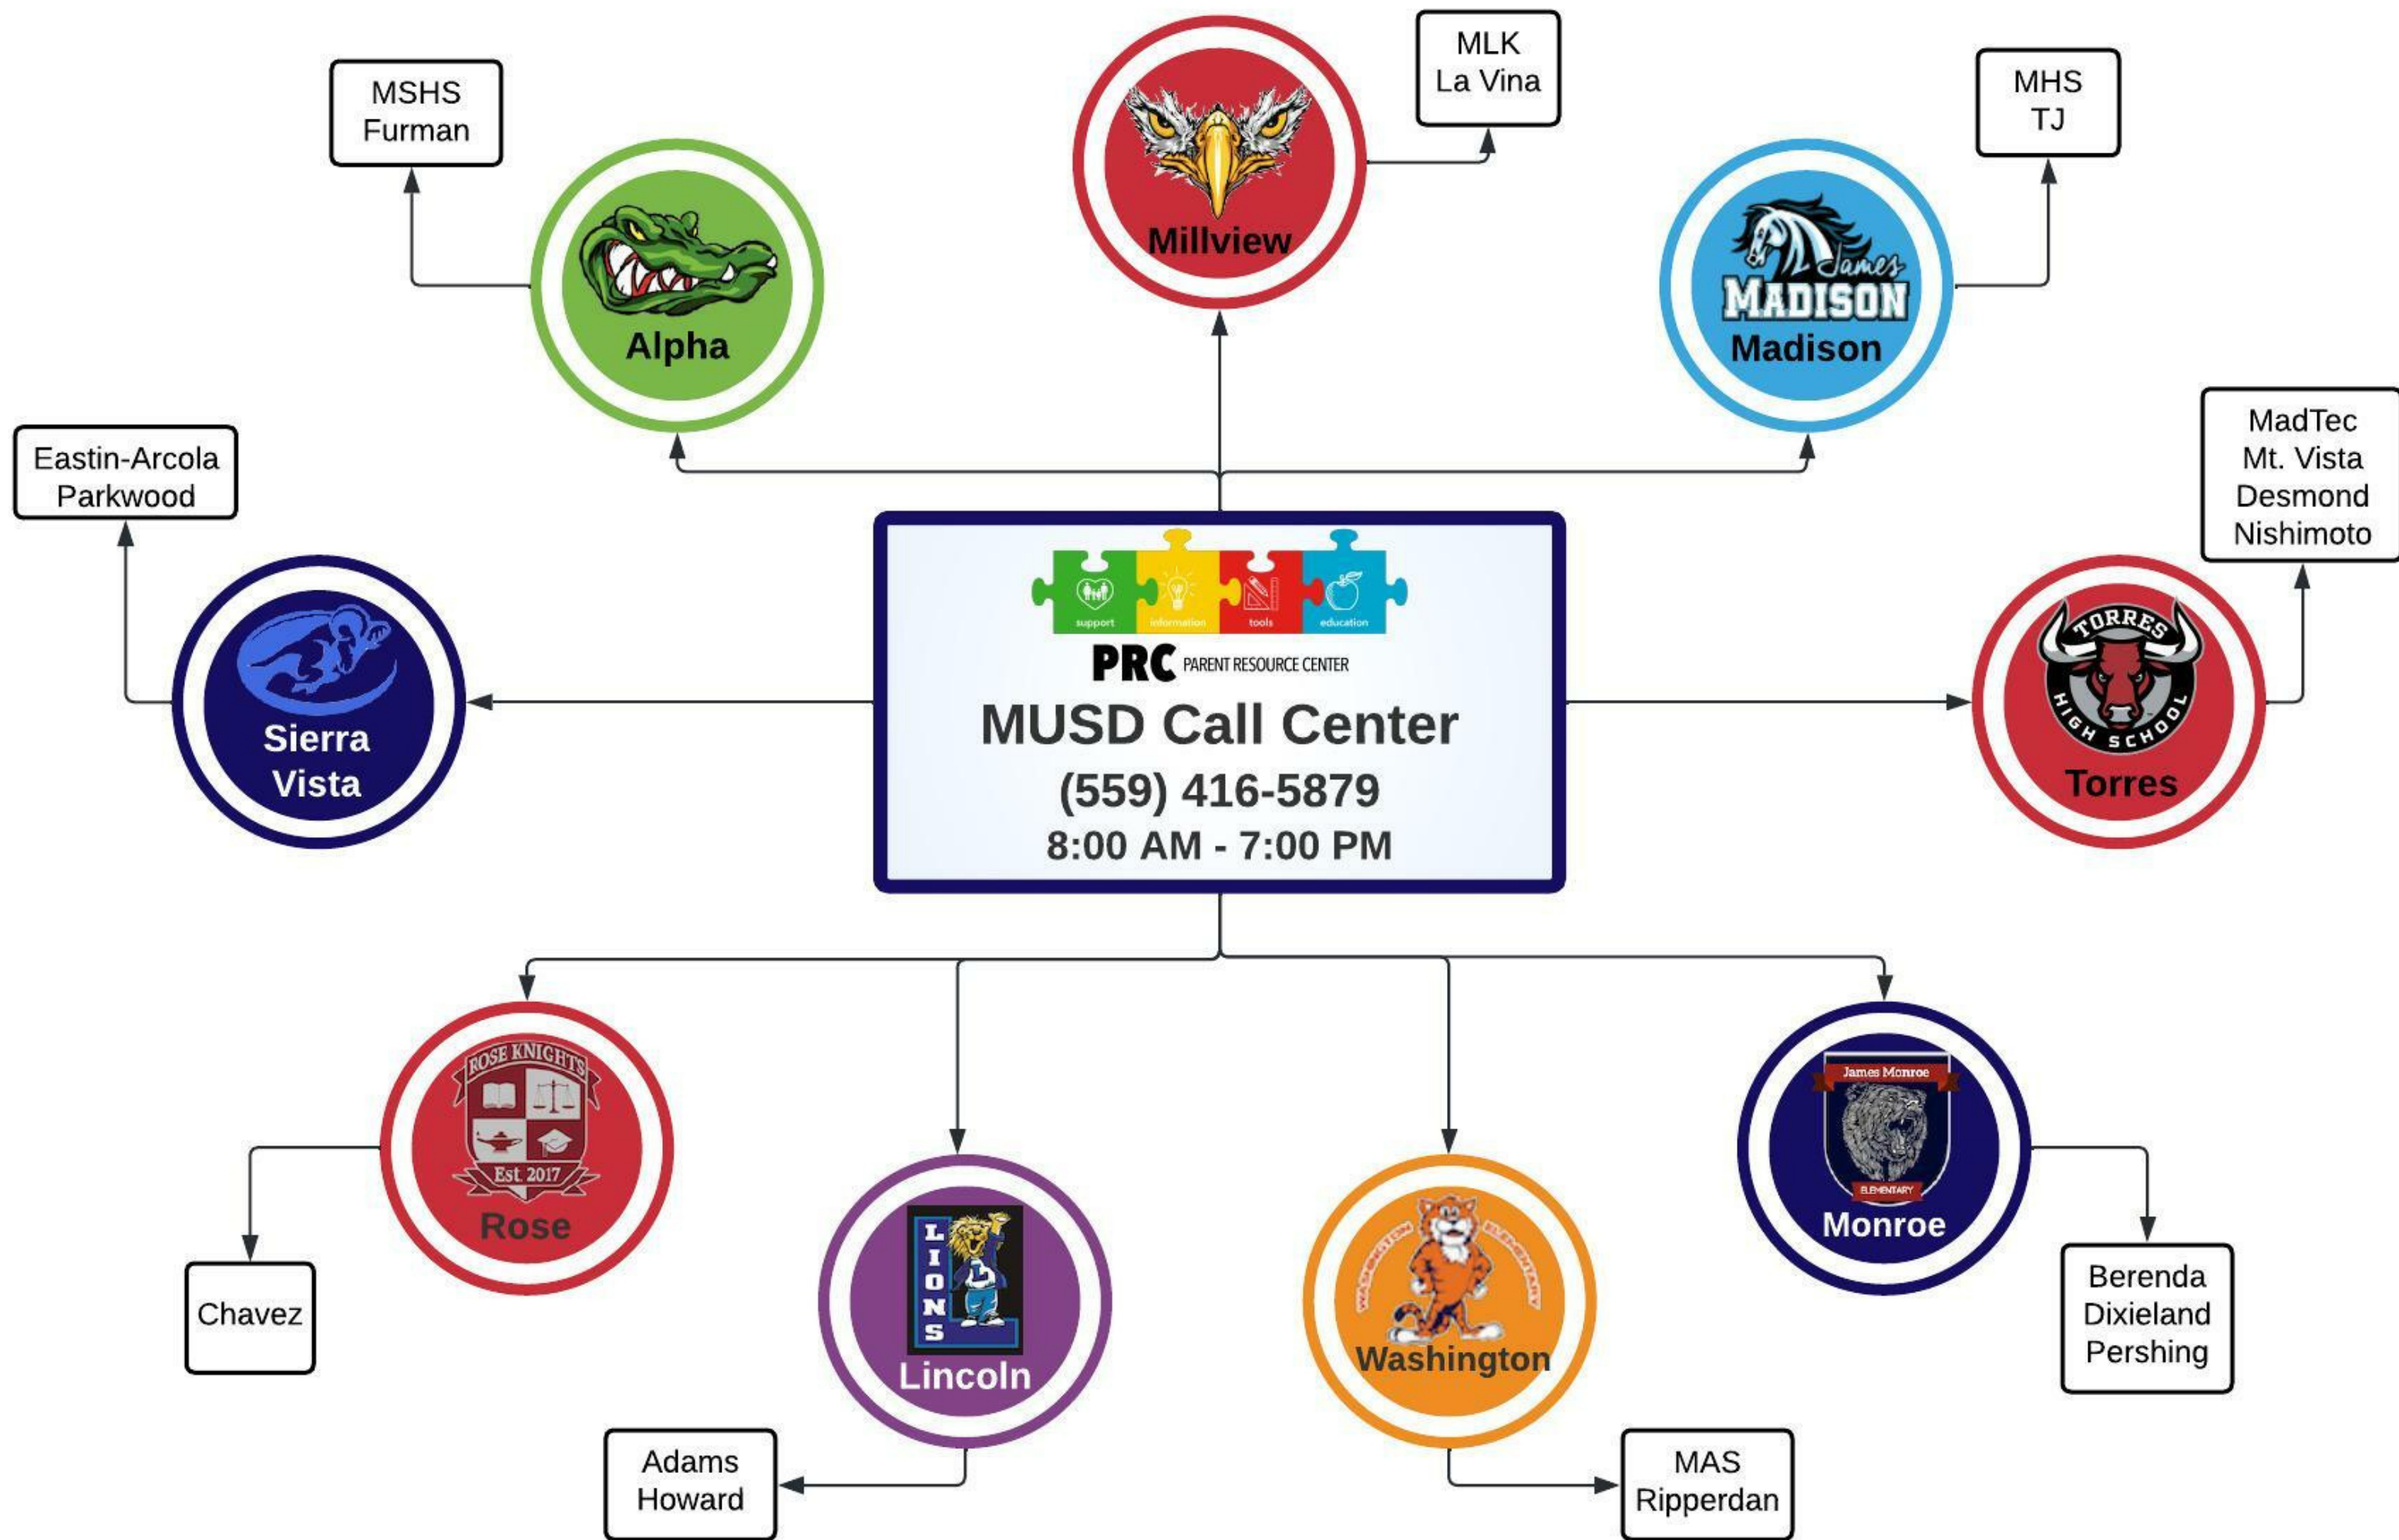 MLK
La Vina
MSHS
Furman
MHS
TJ
Millview
James
MADISON
Madison
Alpha
MadTec
Mt. Vista
Desmond
Nishimoto
Eastin-Arcola
Parkwood
support
information
tools
education
PRC PARENT RESOURCE CENTER
MUSD Call Center
(559) 416-5879
8:00 AM - 7:00 PM
Sierra
Vista
TORRES
HIGH SCHOOL
Torres
ROSE KNIGHTS
Est. 2017
Rose
James Monroe
ELEMENTARY
Monroe
LIONS
L
Lincoln
WASHINGTON ELEMENTARY
Washington
Chavez
Berenda
Dixieland
Pershing
Adams
Howard
MAS
Ripperdan